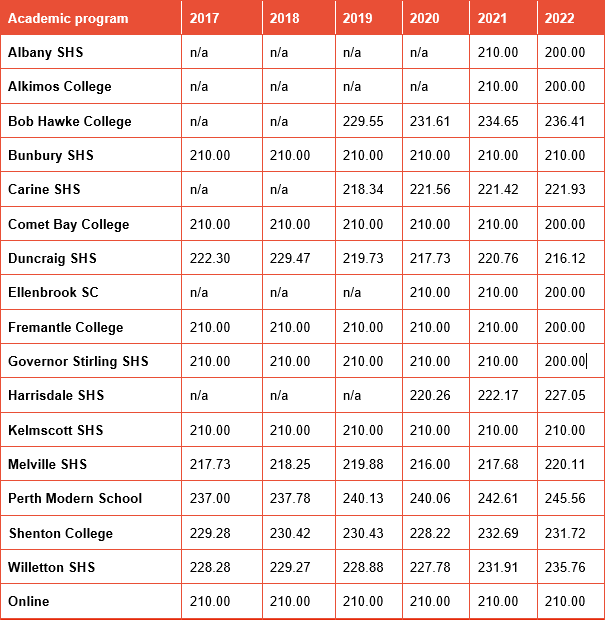 Academic program 2017 2018 2019 2020 2021 2022
Albany SHS n/a n/a n/a n/a 210.00 200.00
Alkimos College n/a n/a n/a n/a 210.00 200.00
Bob Hawke College n/a n/a 229.55 231.61 234.65 236.41
Bunbury SHS 210.00 210.00 210.00 210.00 210.00 210.00
Carine SHS n/a n/a 218.34 221.56 221.42 221.93
Comet Bay College 210.00 210.00 210.00 210.00 210.00 200.00
Duncraig SHS 222.30 229.47 219.73 217.73 220.76 216.12
Ellenbrook SC n/a n/a n/a 210.00 210.00 200.00
Fremantle College 210.00 210.00 210.00 210.00 210.00 200.00
Governor Stirling SHS 210.00 210.00 210.00 210.00 210.00 200.00
Harrisdale SHS n/a n/a n/a 220.26 222.17 227.05
Kelmscott SHS 210.00 210.00 210.00 210.00 210.00 210.00
Melville SHS 217.73 218.25 219.88 216.00 217.68 220.11
Perth Modern School 237.00 237.78 240.13 240.06 242.61 245.56
Shenton College 229.28 230.42 230.43 228.22 232.69 231.72
Willetton SHS 228.28 229.27 228.88 227.78 231.91 235.76
Online 210.00 210.00 210.00 210.00 210.00 210.00